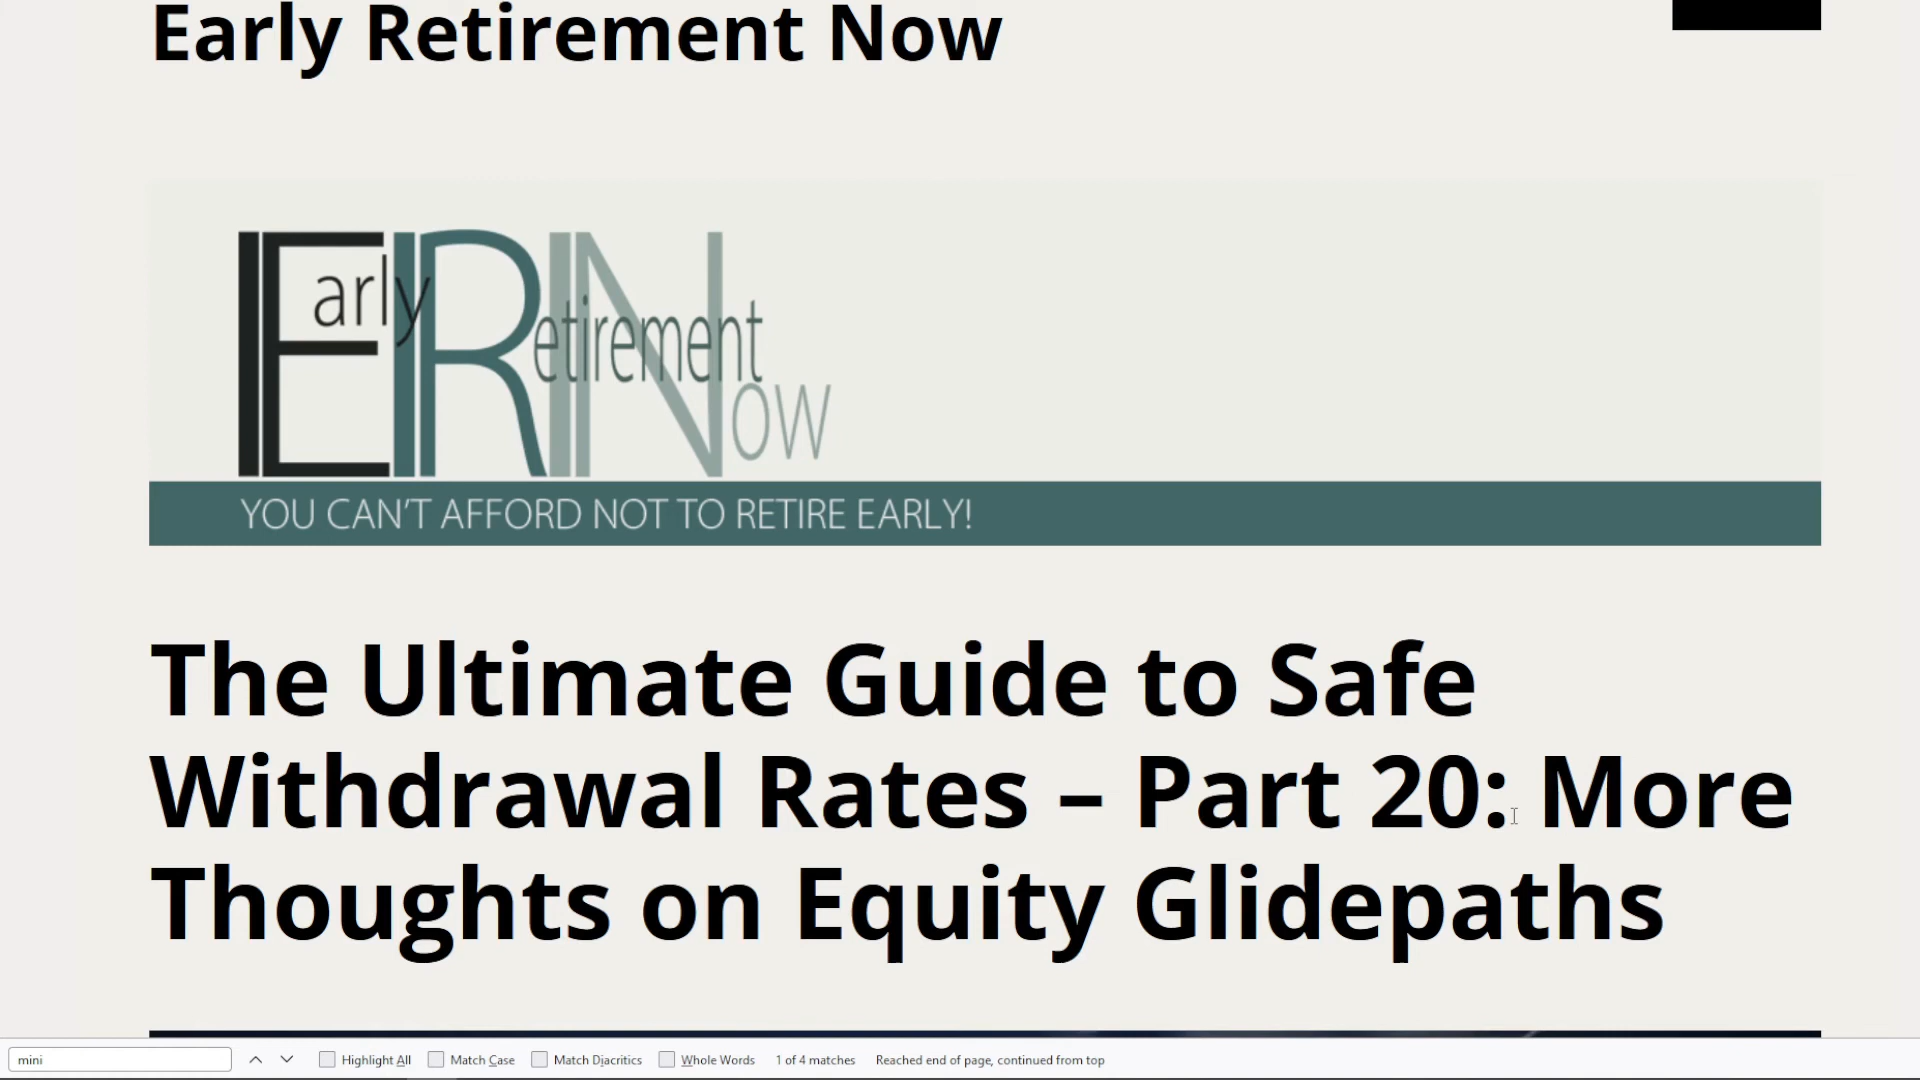 Early Retirement Now
Early
Retirement
Now
YOU CAN'T AFFORD NOT TO RETIRE EARLY!
The Ultimate Guide to Safe
Withdrawal Rates – Part 20: More
Thoughts on Equity Glidepaths
mini Highlight All Match Case Match Diacritics Whole Words 1 of 4 matches Reached end of page, continued from top